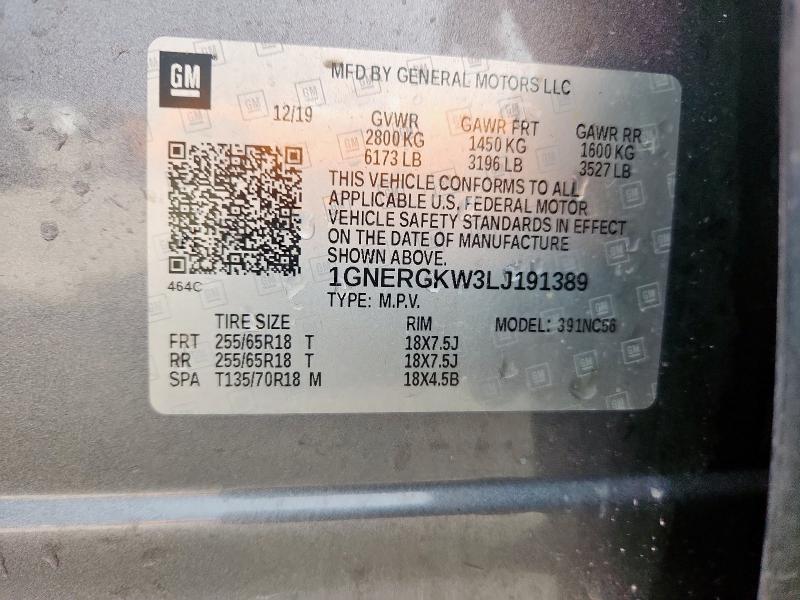 GM
MFD BY GENERAL MOTORS LLC
12/19
GVWR GAWR FRT GAWR RR
2800 KG 1450 KG 1600 KG
6173 LB 3196 LB 3527 LB
THIS VEHICLE CONFORMS TO ALL
APPLICABLE U.S. FEDERAL MOTOR
VEHICLE SAFETY STANDARDS IN EFFECT
ON THE DATE OF MANUFACTURE
SHOWN ABOVE.
464C
1GNERGKW3LJ191389
TYPE: M.P.V.
TIRE SIZE RIM MODEL: 391NC56
FRT 255/65R18 T 18X7.5J
RR 255/65R18 T 18X7.5J
SPA T135/70R18 M 18X4.5B